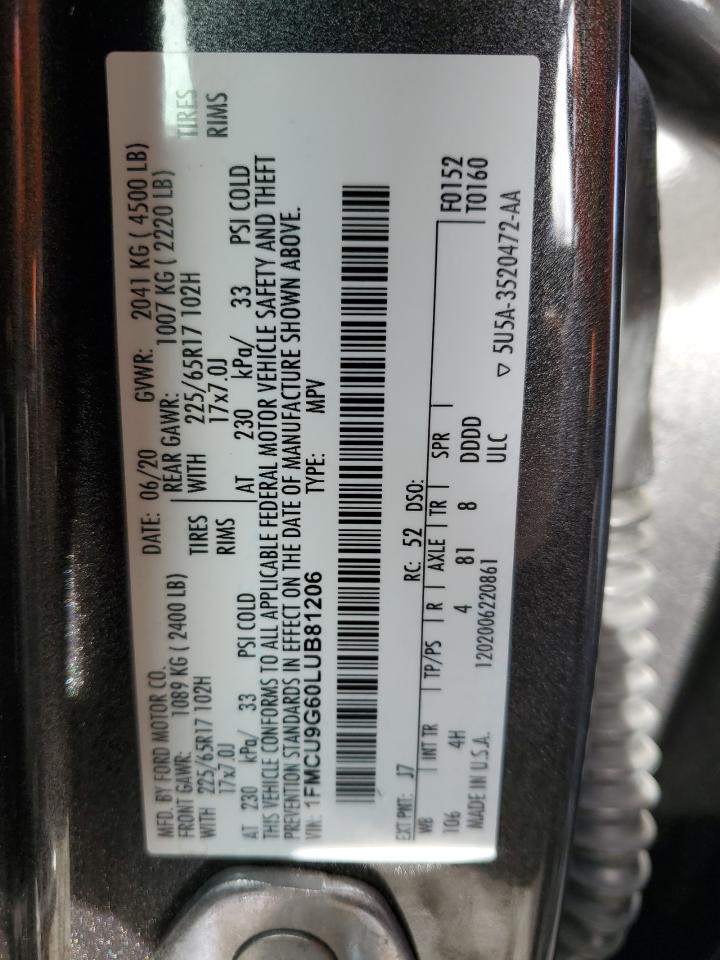 MFD. BY FORD MOTOR CO. DATE: 06/20 GVWR: 2041 KG ( 4500 LB)
FRONT GAWR: 1089 KG ( 2400 LB) REAR GAWR: 1007 KG ( 2220 LB)
WITH 225/65R17 102H TIRES WITH 225/65R17 102H TIRES
17x7.0J RIMS 17x7.0J RIMS
AT 230 kPa/ 33 PSI COLD AT 230 kPa/ 33 PSI COLD
THIS VEHICLE CONFORMS TO ALL APPLICABLE FEDERAL MOTOR VEHICLE SAFETY AND THEFT
PREVENTION STANDARDS IN EFFECT ON THE DATE OF MANUFACTURE SHOWN ABOVE.
VIN: 1FMCU9G60LUB81206 TYPE: MPV
EXT PNT: J7 RC: 52 DSO: F0152
WB INT TR TP/PS R AXLE TR SPR T0160
106 4H 4 81 8 DDDD
MADE IN U.S.A. 1202006220861 ULC
▽ 5U5A-3520472-AA